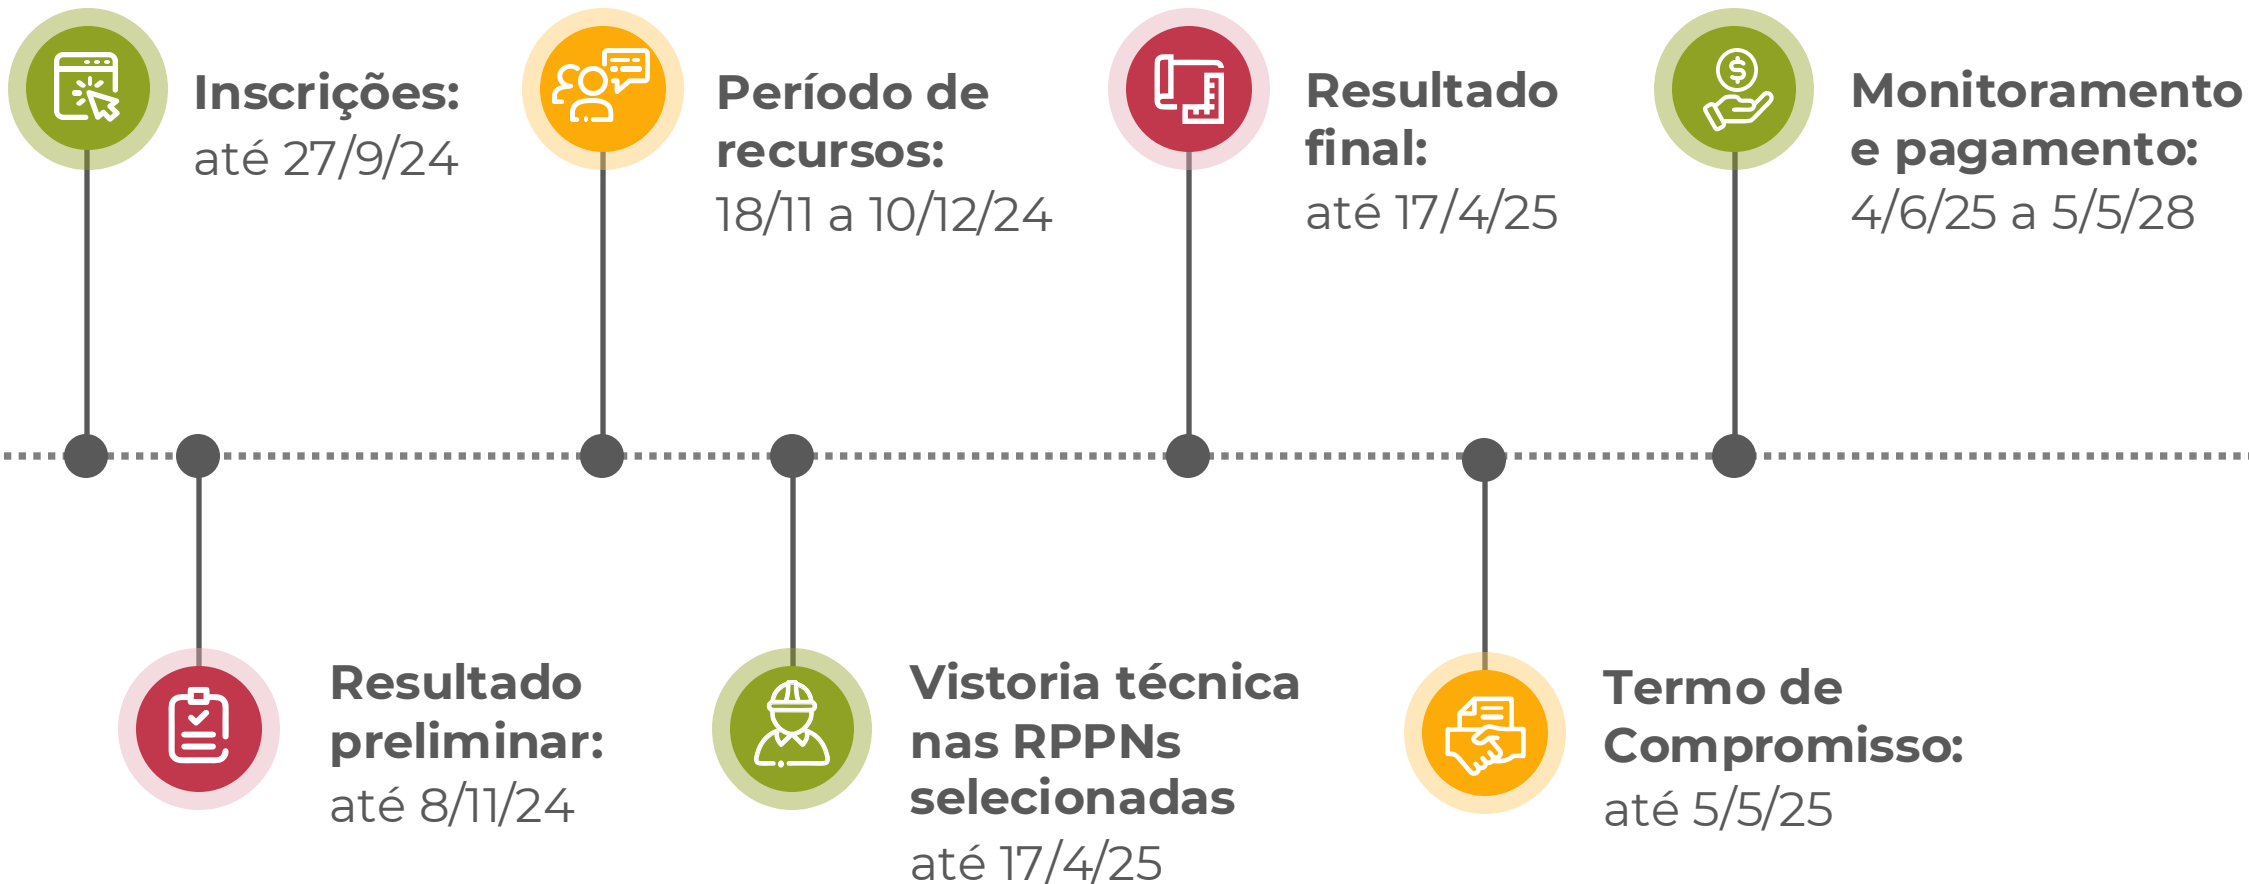 Inscrições:
até 27/9/24
Resultado
preliminar:
até 8/11/24
Período de
recursos:
18/11 a 10/12/24
Vistoria técnica
nas RPPNs
selecionadas
até 17/4/25
Resultado
final:
até 17/4/25
Termo de
Compromisso:
até 5/5/25
Monitoramento
e pagamento:
4/6/25 a 5/5/28